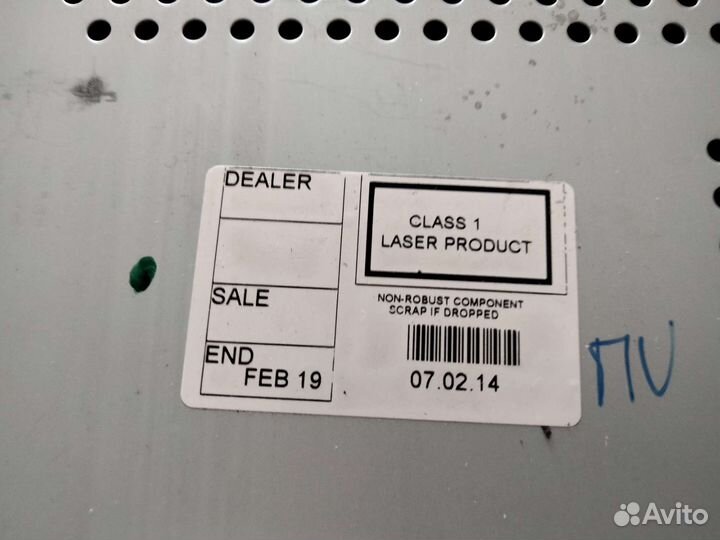 DEALER
CLASS 1
LASER PRODUCT
SALE
NON-ROBUST COMPONENT
SCRAP IF DROPPED
END
FEB 19
07.02.14
Avito